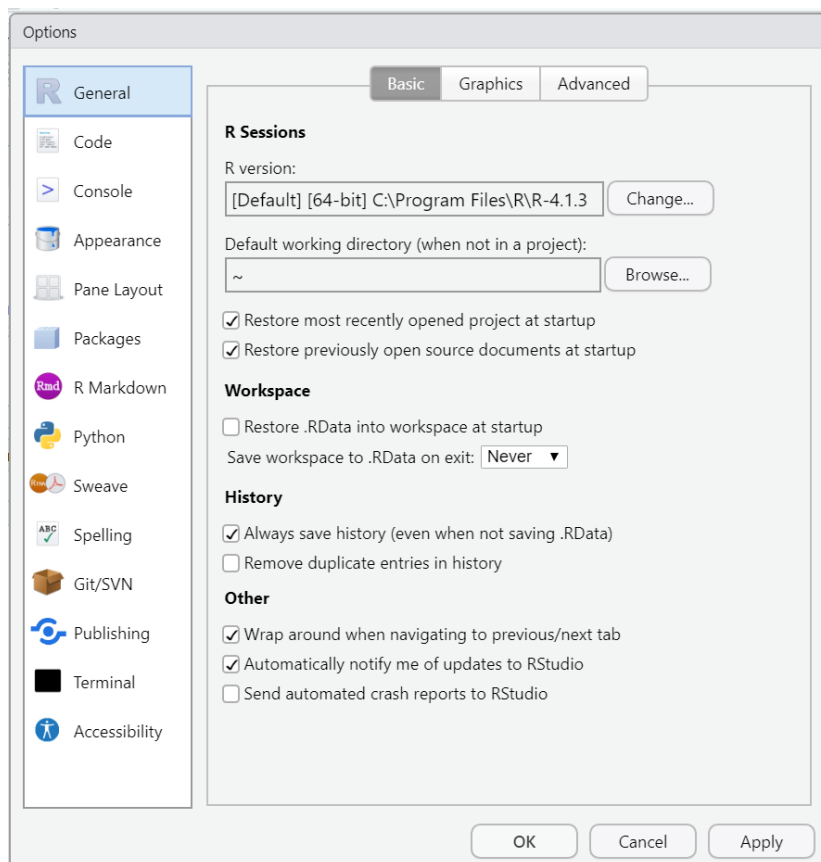 Options
General
Code
Console
Appearance
Pane Layout
Packages
Rmd R Markdown
Python
Rnw Sweave
ABC Spelling
Git/SVN
Publishing
Terminal
Accessibility
Basic Graphics Advanced
R Sessions
R version:
[Default] [64-bit] C:\Program Files\R\R-4.1.3 Change...
Default working directory (when not in a project):
~ Browse...
Restore most recently opened project at startup
Restore previously open source documents at startup
Workspace
Restore .RData into workspace at startup
Save workspace to .RData on exit: Never
History
Always save history (even when not saving .RData)
Remove duplicate entries in history
Other
Wrap around when navigating to previous/next tab
Automatically notify me of updates to RStudio
Send automated crash reports to RStudio
OK Cancel Apply